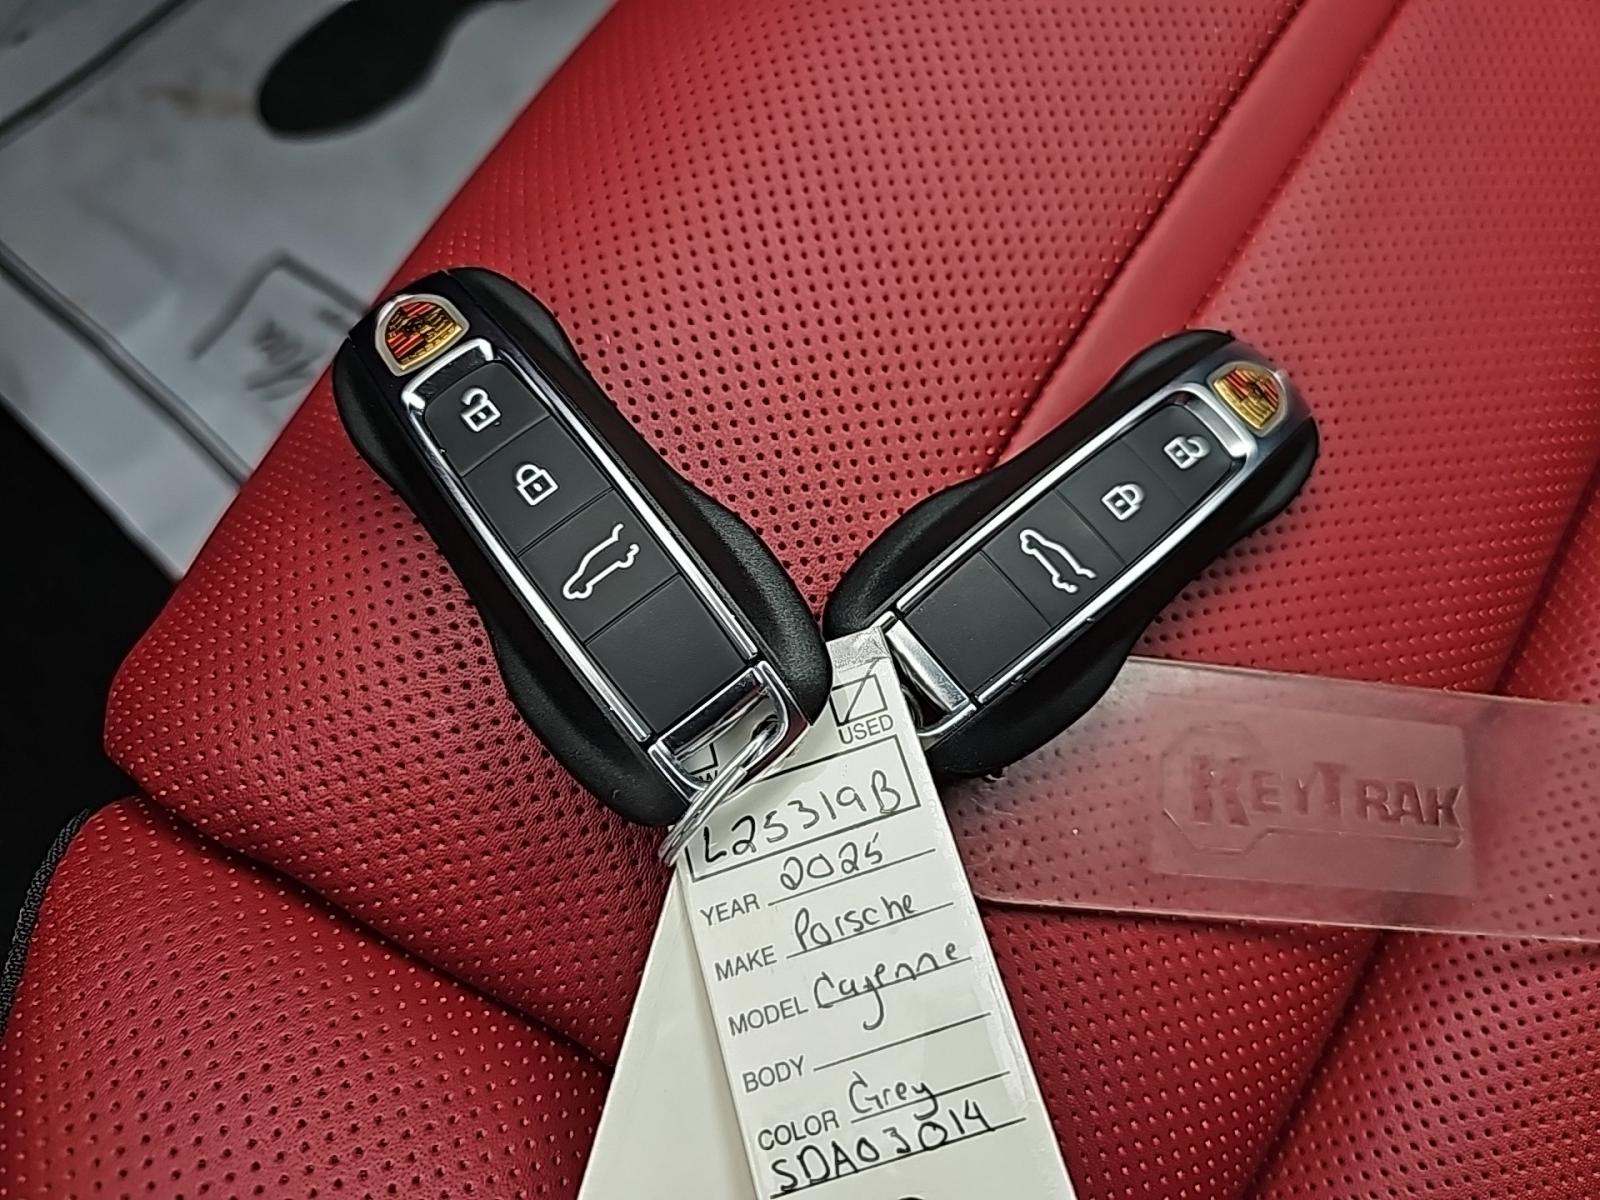 USED
L25319B
YEAR 2025
MAKE Porsche
MODEL Cayenne
BODY
COLOR Grey
SDA03014
KEYTRAK